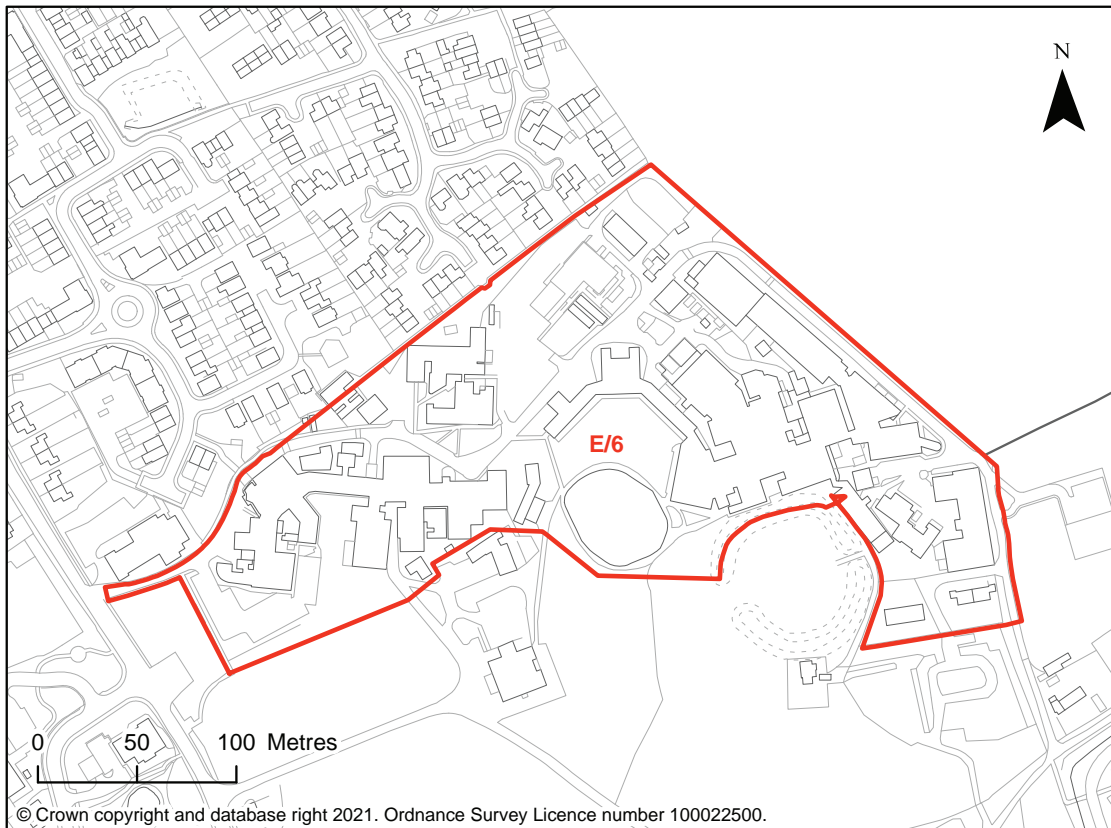 N
E/6
0 50 100 Metres
© Crown copyright and database right 2021. Ordnance Survey Licence number 100022500.